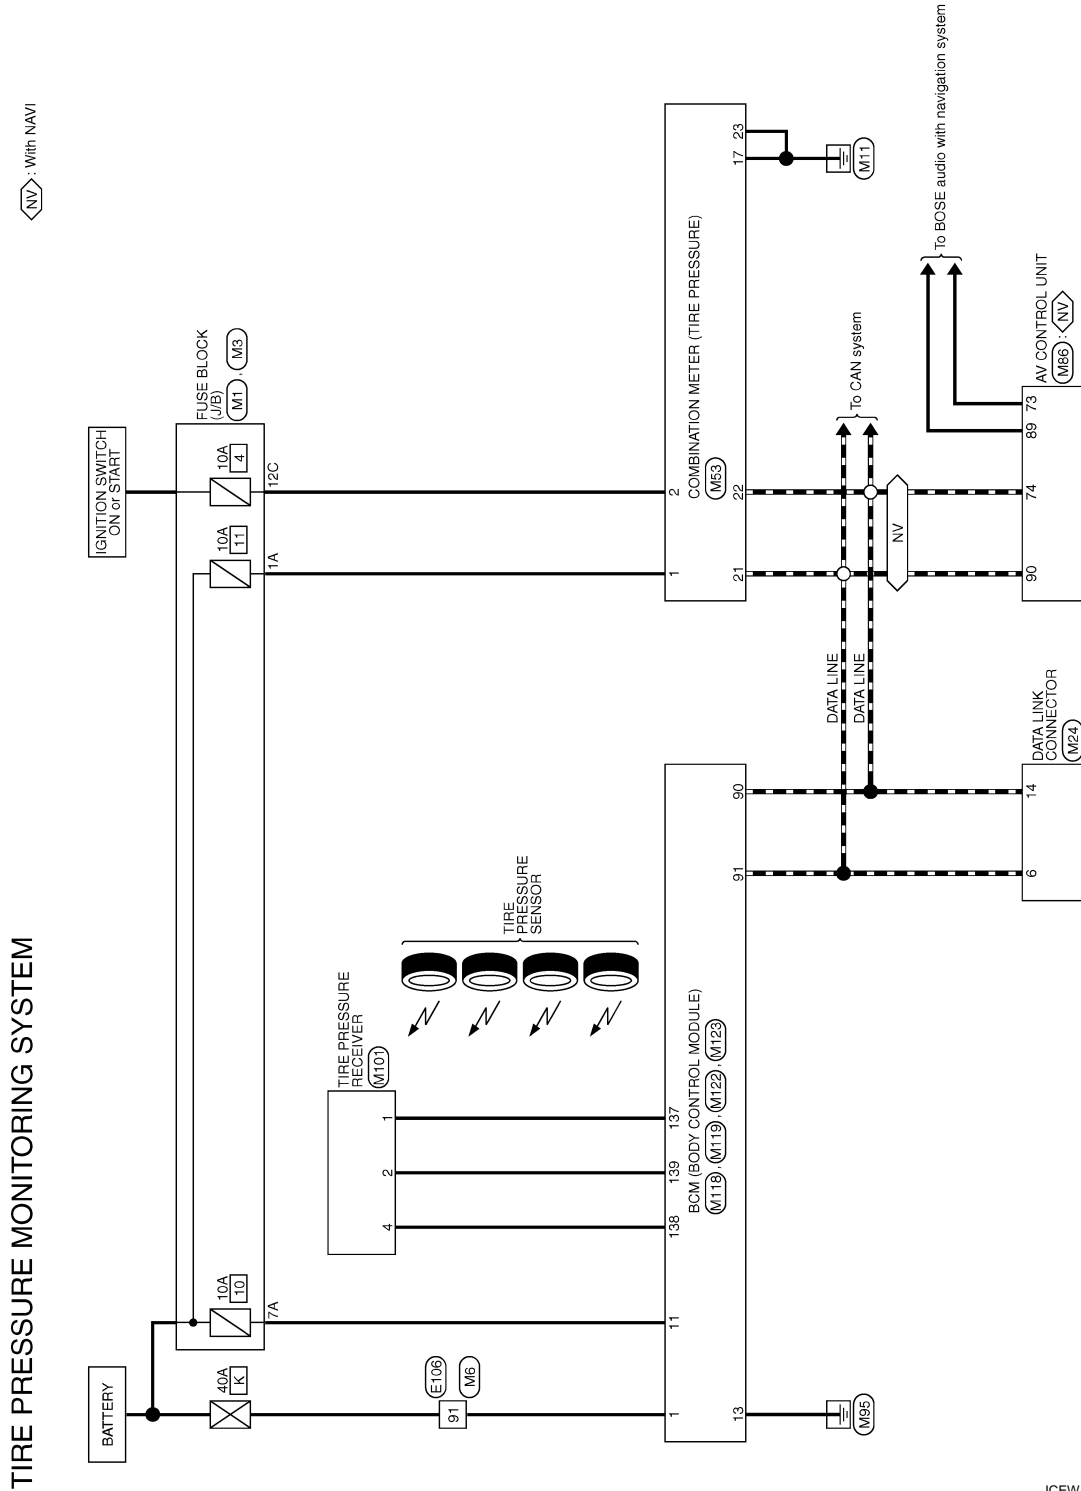 TIRE PRESSURE MONITORING SYSTEM
NV : With NAVI
BATTERY
IGNITION SWITCH
ON or START
40A
K
10A
10
10A
11
10A
4
FUSE BLOCK
(J/B)
M1 , M3
7A
1A
12C
TIRE PRESSURE
RECEIVER
M101
4
2
1
TIRE
PRESSURE
SENSOR
91
E106
M6
1
11
138
139
137
BCM (BODY CONTROL MODULE)
M118 , M119 , M122 , M123
13
91
90
1
2
COMBINATION METER (TIRE PRESSURE)
M53
21
22
17
23
M95
M11
DATA LINE
DATA LINE
To CAN system
NV
To BOSE audio with navigation system
6
14
DATA LINK
CONNECTOR
M24
90
74
89
73
AV CONTROL UNIT
M86 : NV